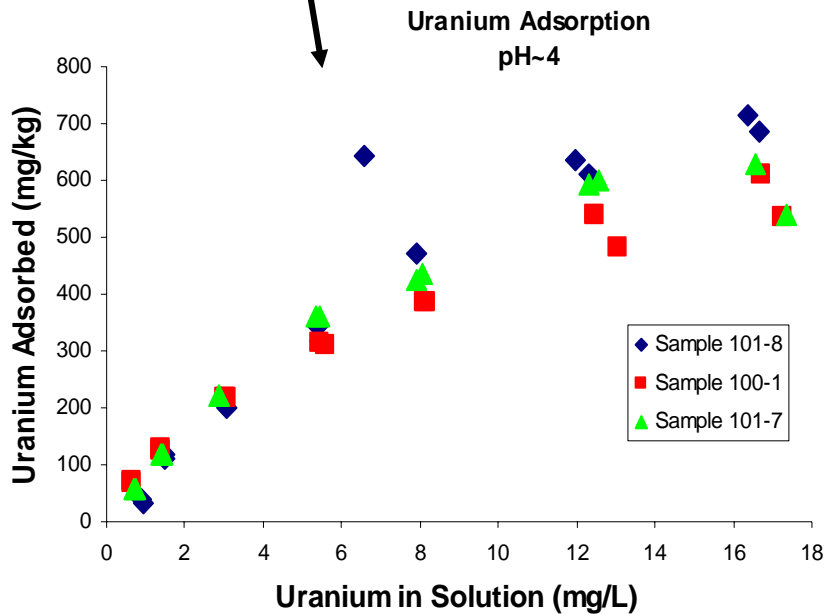 Uranium Adsorption
pH~4
Uranium Adsorbed (mg/kg)
800
700
600
500
400
300
200
100
0
0 2 4 6 8 10 12 14 16 18
Uranium in Solution (mg/L)
Sample 101-8
Sample 100-1
Sample 101-7